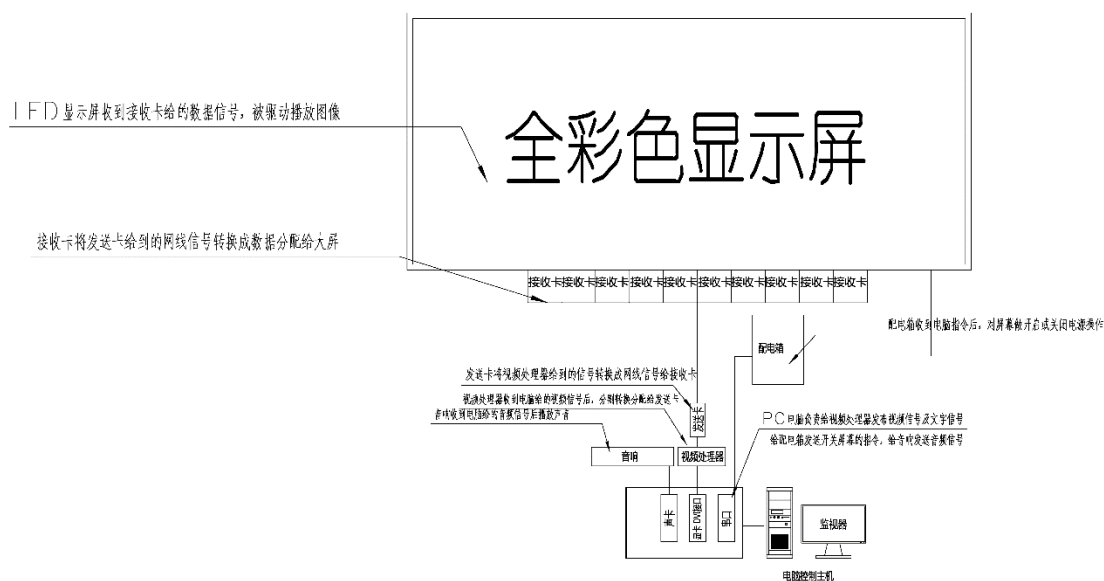 全彩色显示屏
LED显示屏收到接收卡给的数据信号，被驱动播放图像
接收卡将发送卡给到的网线信号转换成数据分配给大屏
接收卡 接收卡 接收卡 接收卡 接收卡 接收卡 接收卡 接收卡 接收卡 接收卡
配电箱收到电脑指令后，对屏幕做开启或关闭电源操作
配电箱
发送卡将视频处理器给到的信号转换成网线信号给接收卡
视频处理器收到电脑给的视频信号后，分别转换分配给发送卡
音响收到电脑给的音频信号后播放声音
发送卡
PC电脑负责给视频处理器发布视频信号及文字信号
给配电箱发送开关屏幕的指令，给音响发送音频信号
音响
视频处理器
声卡
显卡DVI接口
串口
监视器
电脑控制主机